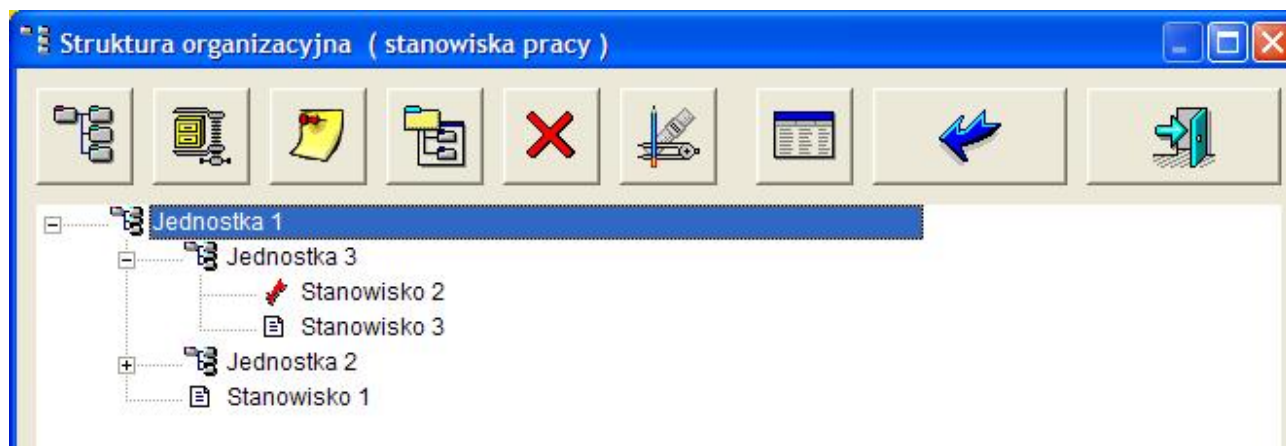 Struktura organizacyjna ( stanowiska pracy )
Jednostka 1
Jednostka 3
Stanowisko 2
Stanowisko 3
Jednostka 2
Stanowisko 1